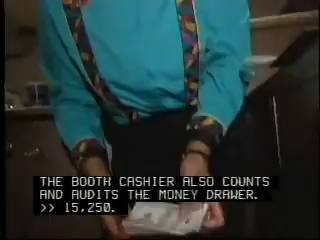 THE BOOTH CASHIER ALSO COUNTS
AND AUDITS THE MONEY DRAWER.
>> 15,250.